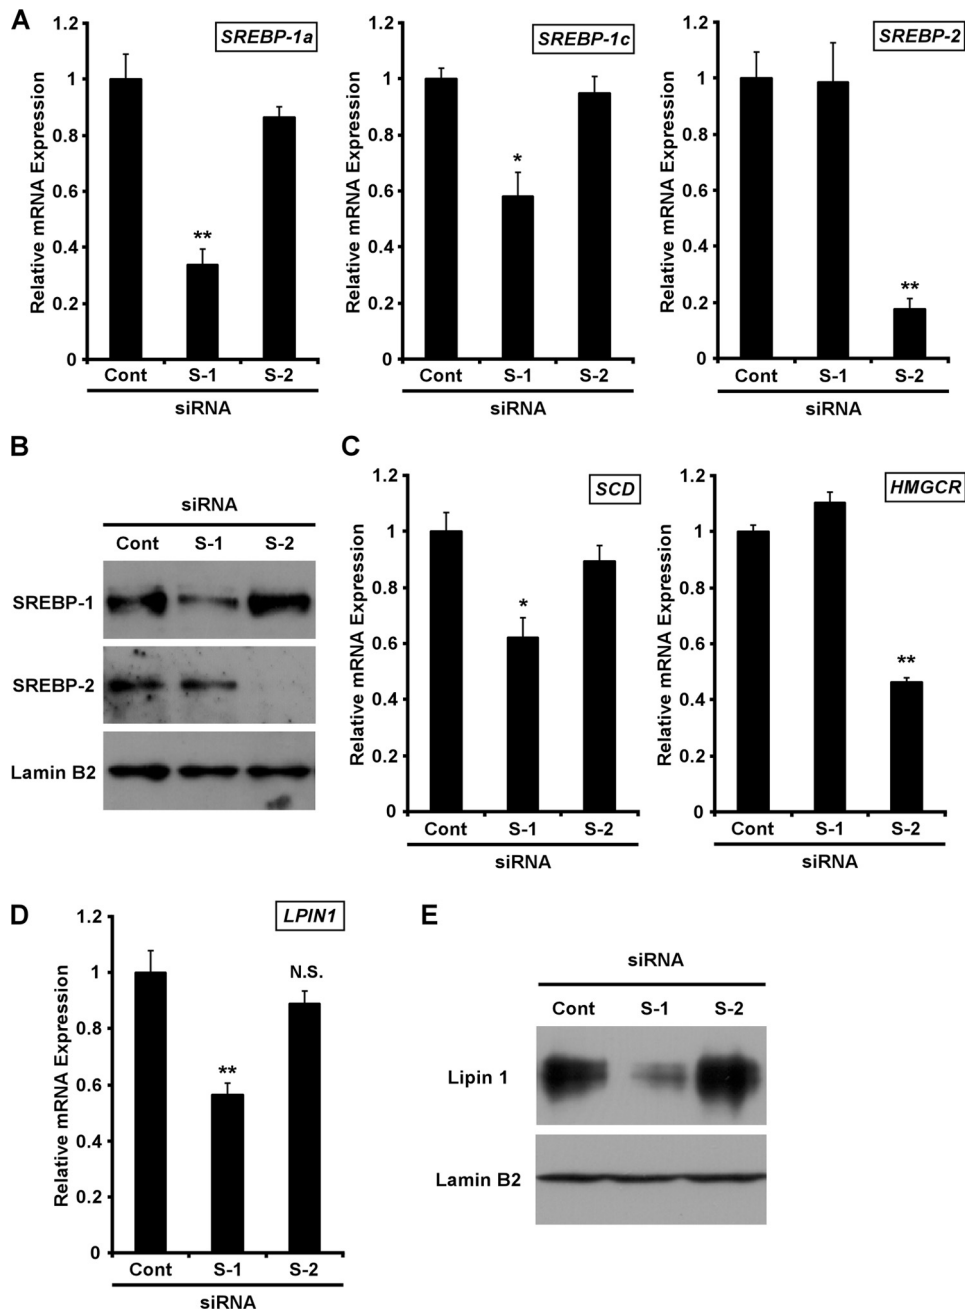 A
SREBP-1a
Relative mRNA Expression
1.2
1
0.8
0.6
0.4
0.2
0
**
Cont S-1 S-2
siRNA
SREBP-1c
Relative mRNA Expression
1.2
1
0.8
0.6
0.4
0.2
0
*
Cont S-1 S-2
siRNA
SREBP-2
Relative mRNA Expression
1.2
1
0.8
0.6
0.4
0.2
0
**
Cont S-1 S-2
siRNA
B
siRNA
Cont S-1 S-2
SREBP-1
SREBP-2
Lamin B2
C
SCD
Relative mRNA Expression
1.2
1
0.8
0.6
0.4
0.2
0
*
Cont S-1 S-2
siRNA
HMGCR
Relative mRNA Expression
1.2
1
0.8
0.6
0.4
0.2
0
**
Cont S-1 S-2
siRNA
D
LPIN1
Relative mRNA Expression
1.2
1
0.8
0.6
0.4
0.2
0
**
N.S.
Cont S-1 S-2
siRNA
E
siRNA
Cont S-1 S-2
Lipin 1
Lamin B2